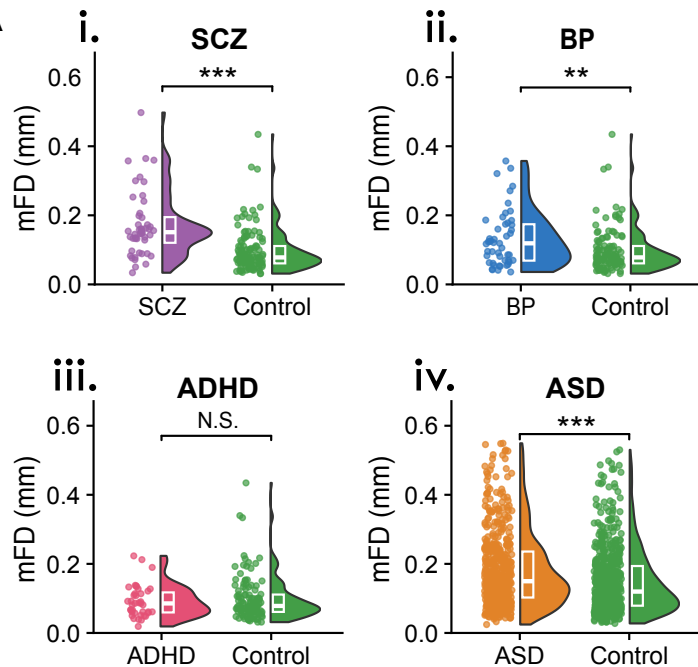 A
i.
SCZ
***
0.6
0.4
0.2
0.0
mFD (mm)
SCZ Control
ii.
BP
**
0.6
0.4
0.2
0.0
mFD (mm)
BP Control
iii.
ADHD
N.S.
0.6
0.4
0.2
0.0
mFD (mm)
ADHD Control
iv.
ASD
***
0.6
0.4
0.2
0.0
mFD (mm)
ASD Control